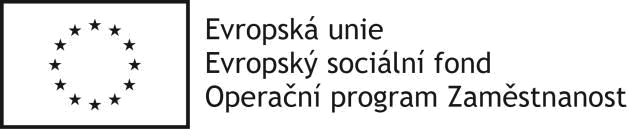 Evropská unie
Evropský sociální fond
Operační program Zaměstnanost